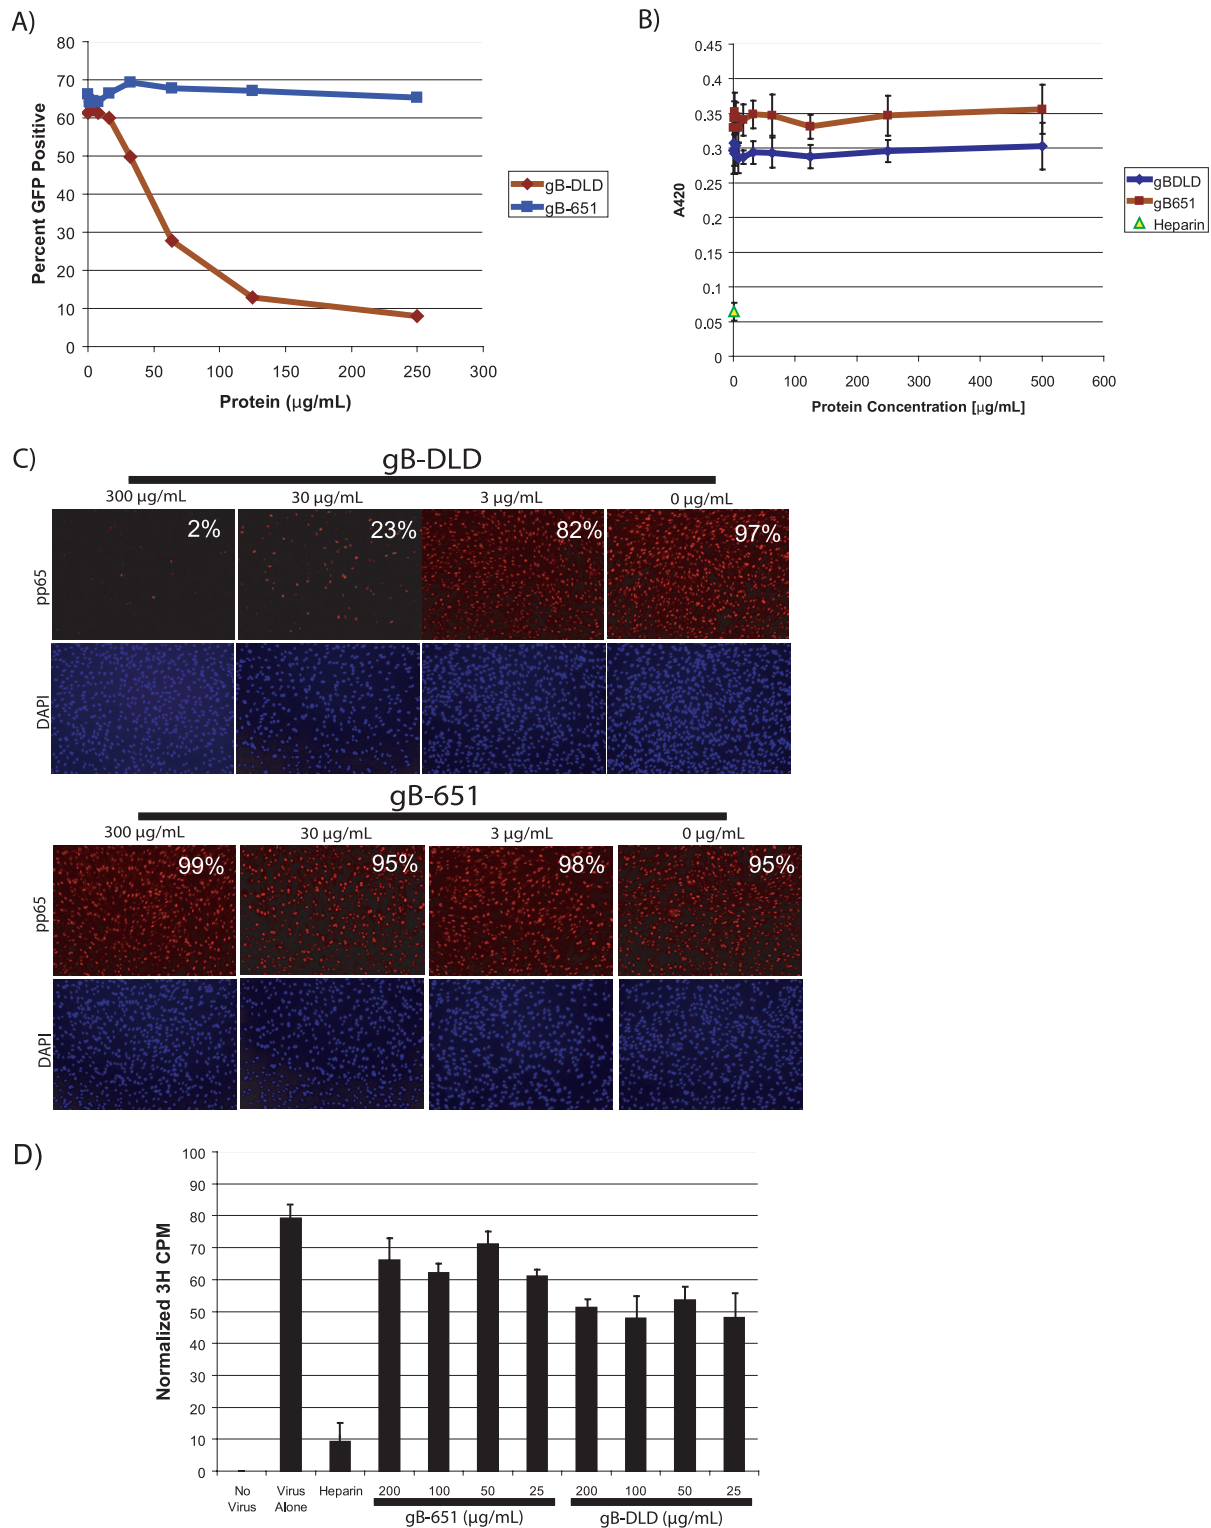 A)
80
70
60
50
40
30
20
10
0
0 50 100 150 200 250 300
Percent GFP Positive
Protein (µg/mL)
gB-DLD
gB-651
B)
0.45
0.4
0.35
0.3
0.25
0.2
0.15
0.1
0.05
0
0 100 200 300 400 500 600
A420
Protein Concentration [µg/mL]
gBDLD
gB651
Heparin
C)
gB-DLD
300 µg/mL 30 µg/mL 3 µg/mL 0 µg/mL
pp65
2% 23% 82% 97%
DAPI
gB-651
300 µg/mL 30 µg/mL 3 µg/mL 0 µg/mL
pp65
99% 95% 98% 95%
DAPI
D)
100
90
80
70
60
50
40
30
20
10
0
Normalized 3H CPM
No Virus
Virus Alone
Heparin
200 100 50 25
gB-651 (µg/mL)
200 100 50 25
gB-DLD (µg/mL)